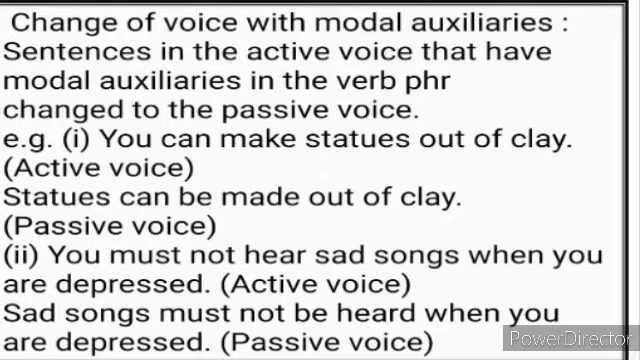 Change of voice with modal auxiliaries :
Sentences in the active voice that have
modal auxiliaries in the verb phr
changed to the passive voice.
e.g. (i) You can make statues out of clay.
(Active voice)
Statues can be made out of clay.
(Passive voice)
(ii) You must not hear sad songs when you
are depressed. (Active voice)
Sad songs must not be heard when you
are depressed. (Passive voice)
PowerDirector